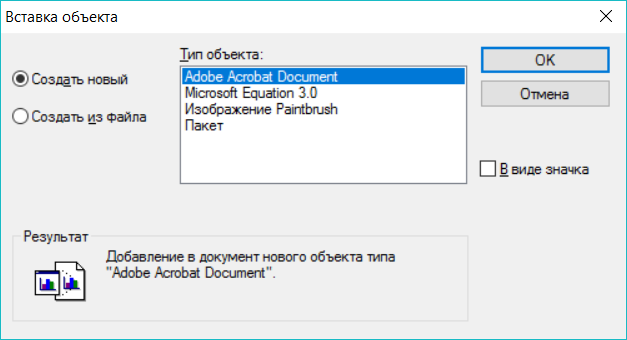 Вставка объекта
Тип объекта:
Создать новый
Создать из файла
Adobe Acrobat Document
Microsoft Equation 3.0
Изображение Paintbrush
Пакет
OK
Отмена
В виде значка
Результат
Добавление в документ нового объекта типа
"Adobe Acrobat Document".